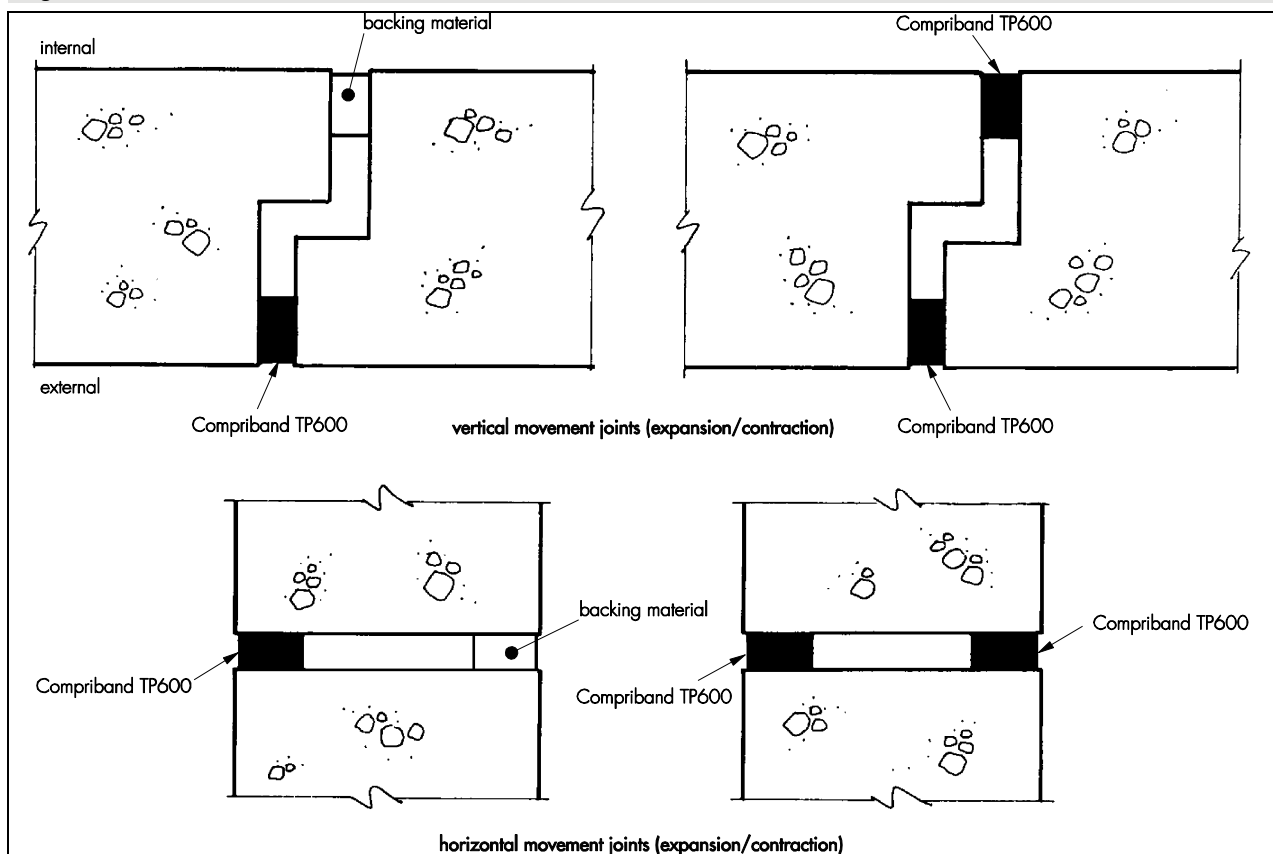 backing material
Compriband TP600
internal
external
Compriband TP600
vertical movement joints (expansion/contraction)
Compriband TP600
backing material
Compriband TP600
Compriband TP600
Compriband TP600
horizontal movement joints (expansion/contraction)